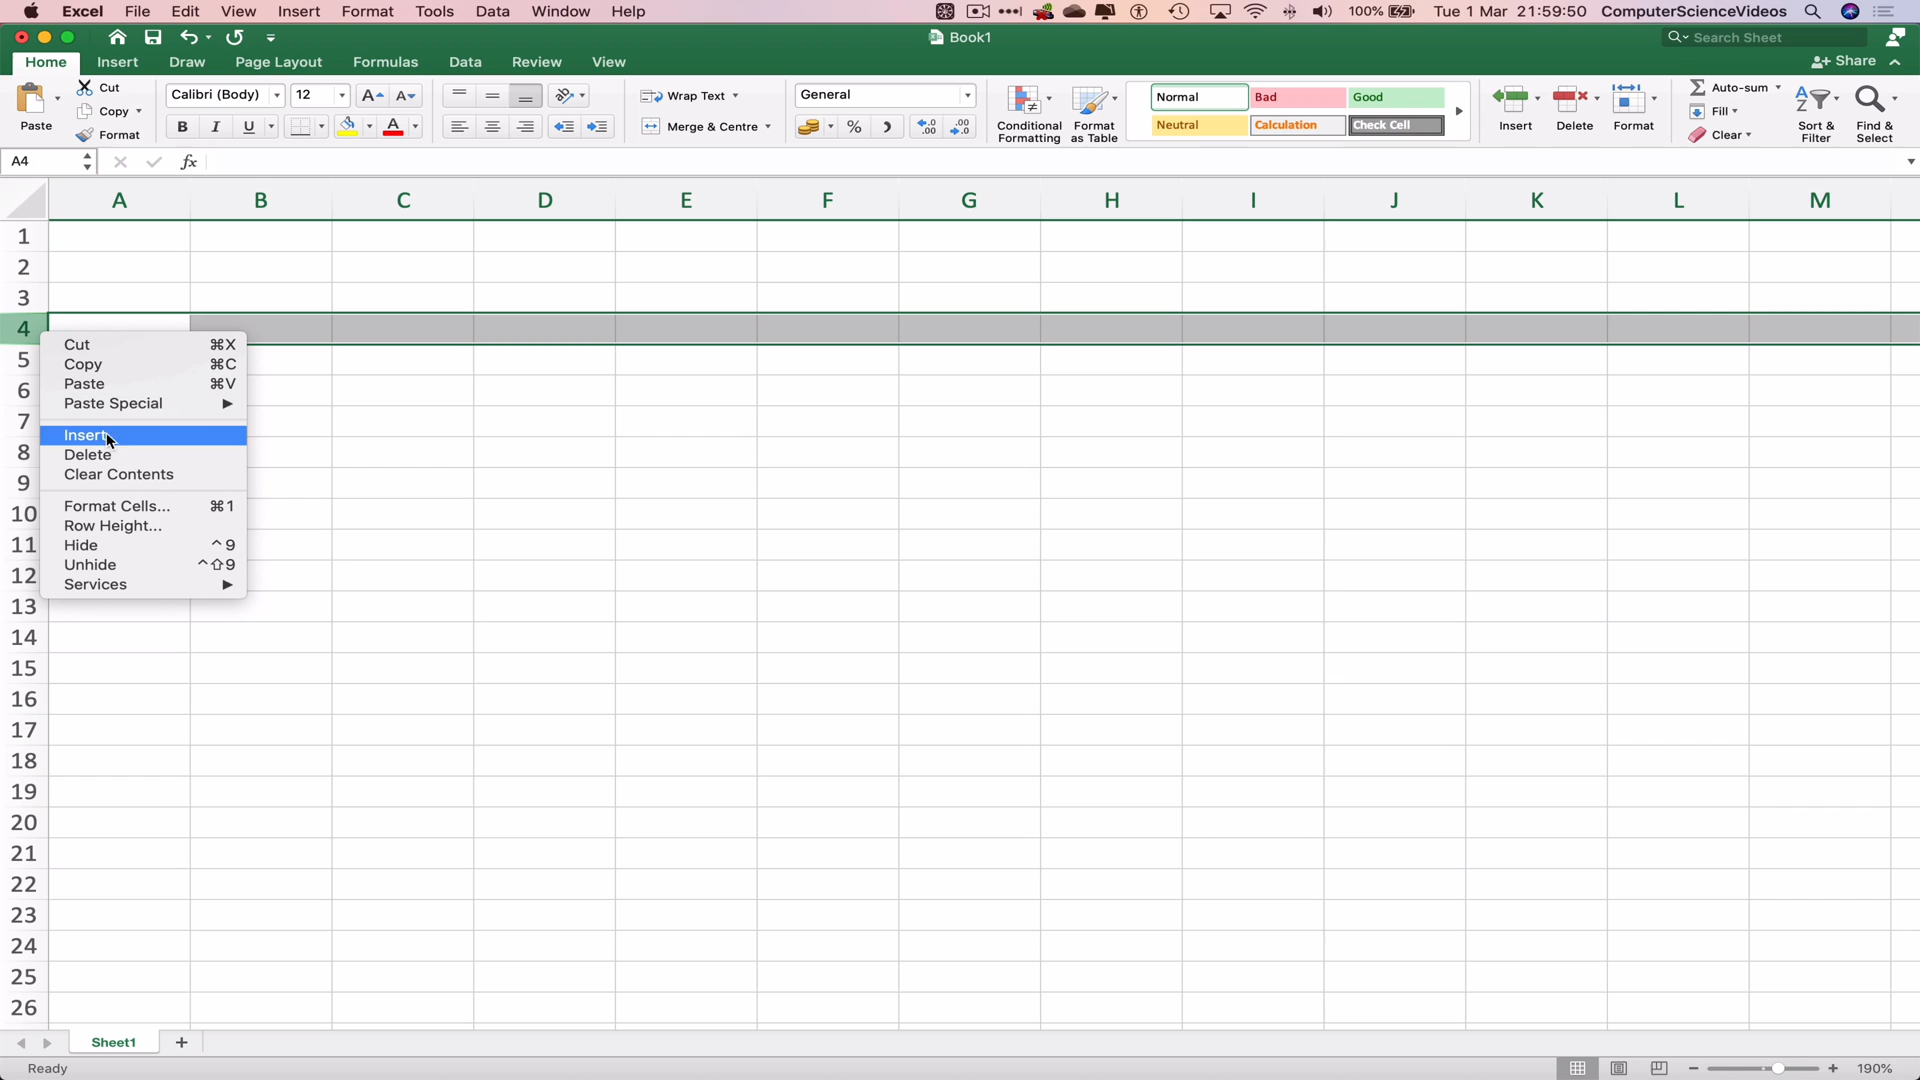 Excel File Edit View Insert Format Tools Data Window Help 100% Tue 1 Mar 21:59:50 ComputerScienceVideos
Book1 Search Sheet
Home Insert Draw Page Layout Formulas Data Review View Share
Paste Cut Copy Format
Calibri (Body) 12 A A
B I U A
ab
Wrap Text
Merge & Centre
General
% .00
Conditional Formatting
Format as Table
Normal Bad Good
Neutral Calculation Check Cell
Insert Delete Format
Auto-sum
Fill
Clear
Sort & Filter
Find & Select
A4 fx
A B C D E F G H I J K L M
1
2
3
4
5
6
7
8
9
10
11
12
13
14
15
16
17
18
19
20
21
22
23
24
25
26
Cut ⌘X
Copy ⌘C
Paste ⌘V
Paste Special
Insert
Delete
Clear Contents
Format Cells... ⌘1
Row Height...
Hide ^9
Unhide ^⇧9
Services
Sheet1 +
Ready 190%